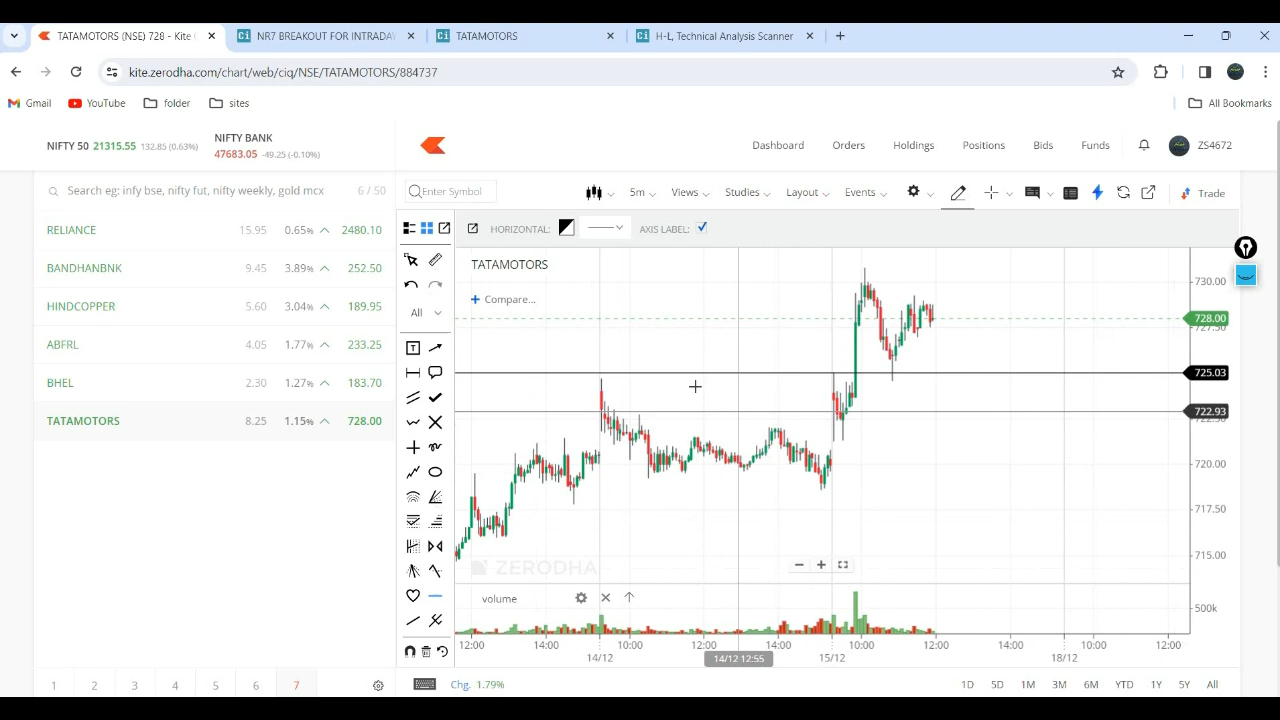 TATAMOTORS (NSE) 728 - Kite
NR7 BREAKOUT FOR INTRADAY
TATAMOTORS
H-L, Technical Analysis Scanner
kite.zerodha.com/chart/web/ciq/NSE/TATAMOTORS/884737
Gmail YouTube folder sites All Bookmarks
NIFTY 50 21315.55 132.85 (0.63%)
NIFTY BANK
47683.05 -49.25 (-0.10%)
Dashboard Orders Holdings Positions Bids Funds ZS4672
Search eg: infy bse, nifty fut, nifty weekly, gold mcx 6 / 50
RELIANCE 15.95 0.65% 2480.10
BANDHANBNK 9.45 3.89% 252.50
HINDCOPPER 5.60 3.04% 189.95
ABFRL 4.05 1.77% 233.25
BHEL 2.30 1.27% 183.70
TATAMOTORS 8.25 1.15% 728.00
1 2 3 4 5 6 7
Enter Symbol 5m Views Studies Layout Events Trade
HORIZONTAL: AXIS LABEL:
All
TATAMOTORS
Compare...
730.00
728.00
727.50
725.03
722.93
722.50
720.00
717.50
715.00
ZERODHA
volume
500k
12:00 14:00 10:00 12:00 14:00 10:00 12:00 14:00 10:00 12:00
14/12 14/12 12:55 15/12 18/12
Chg. 1.79%
1D 5D 1M 3M 6M YTD 1Y 5Y All